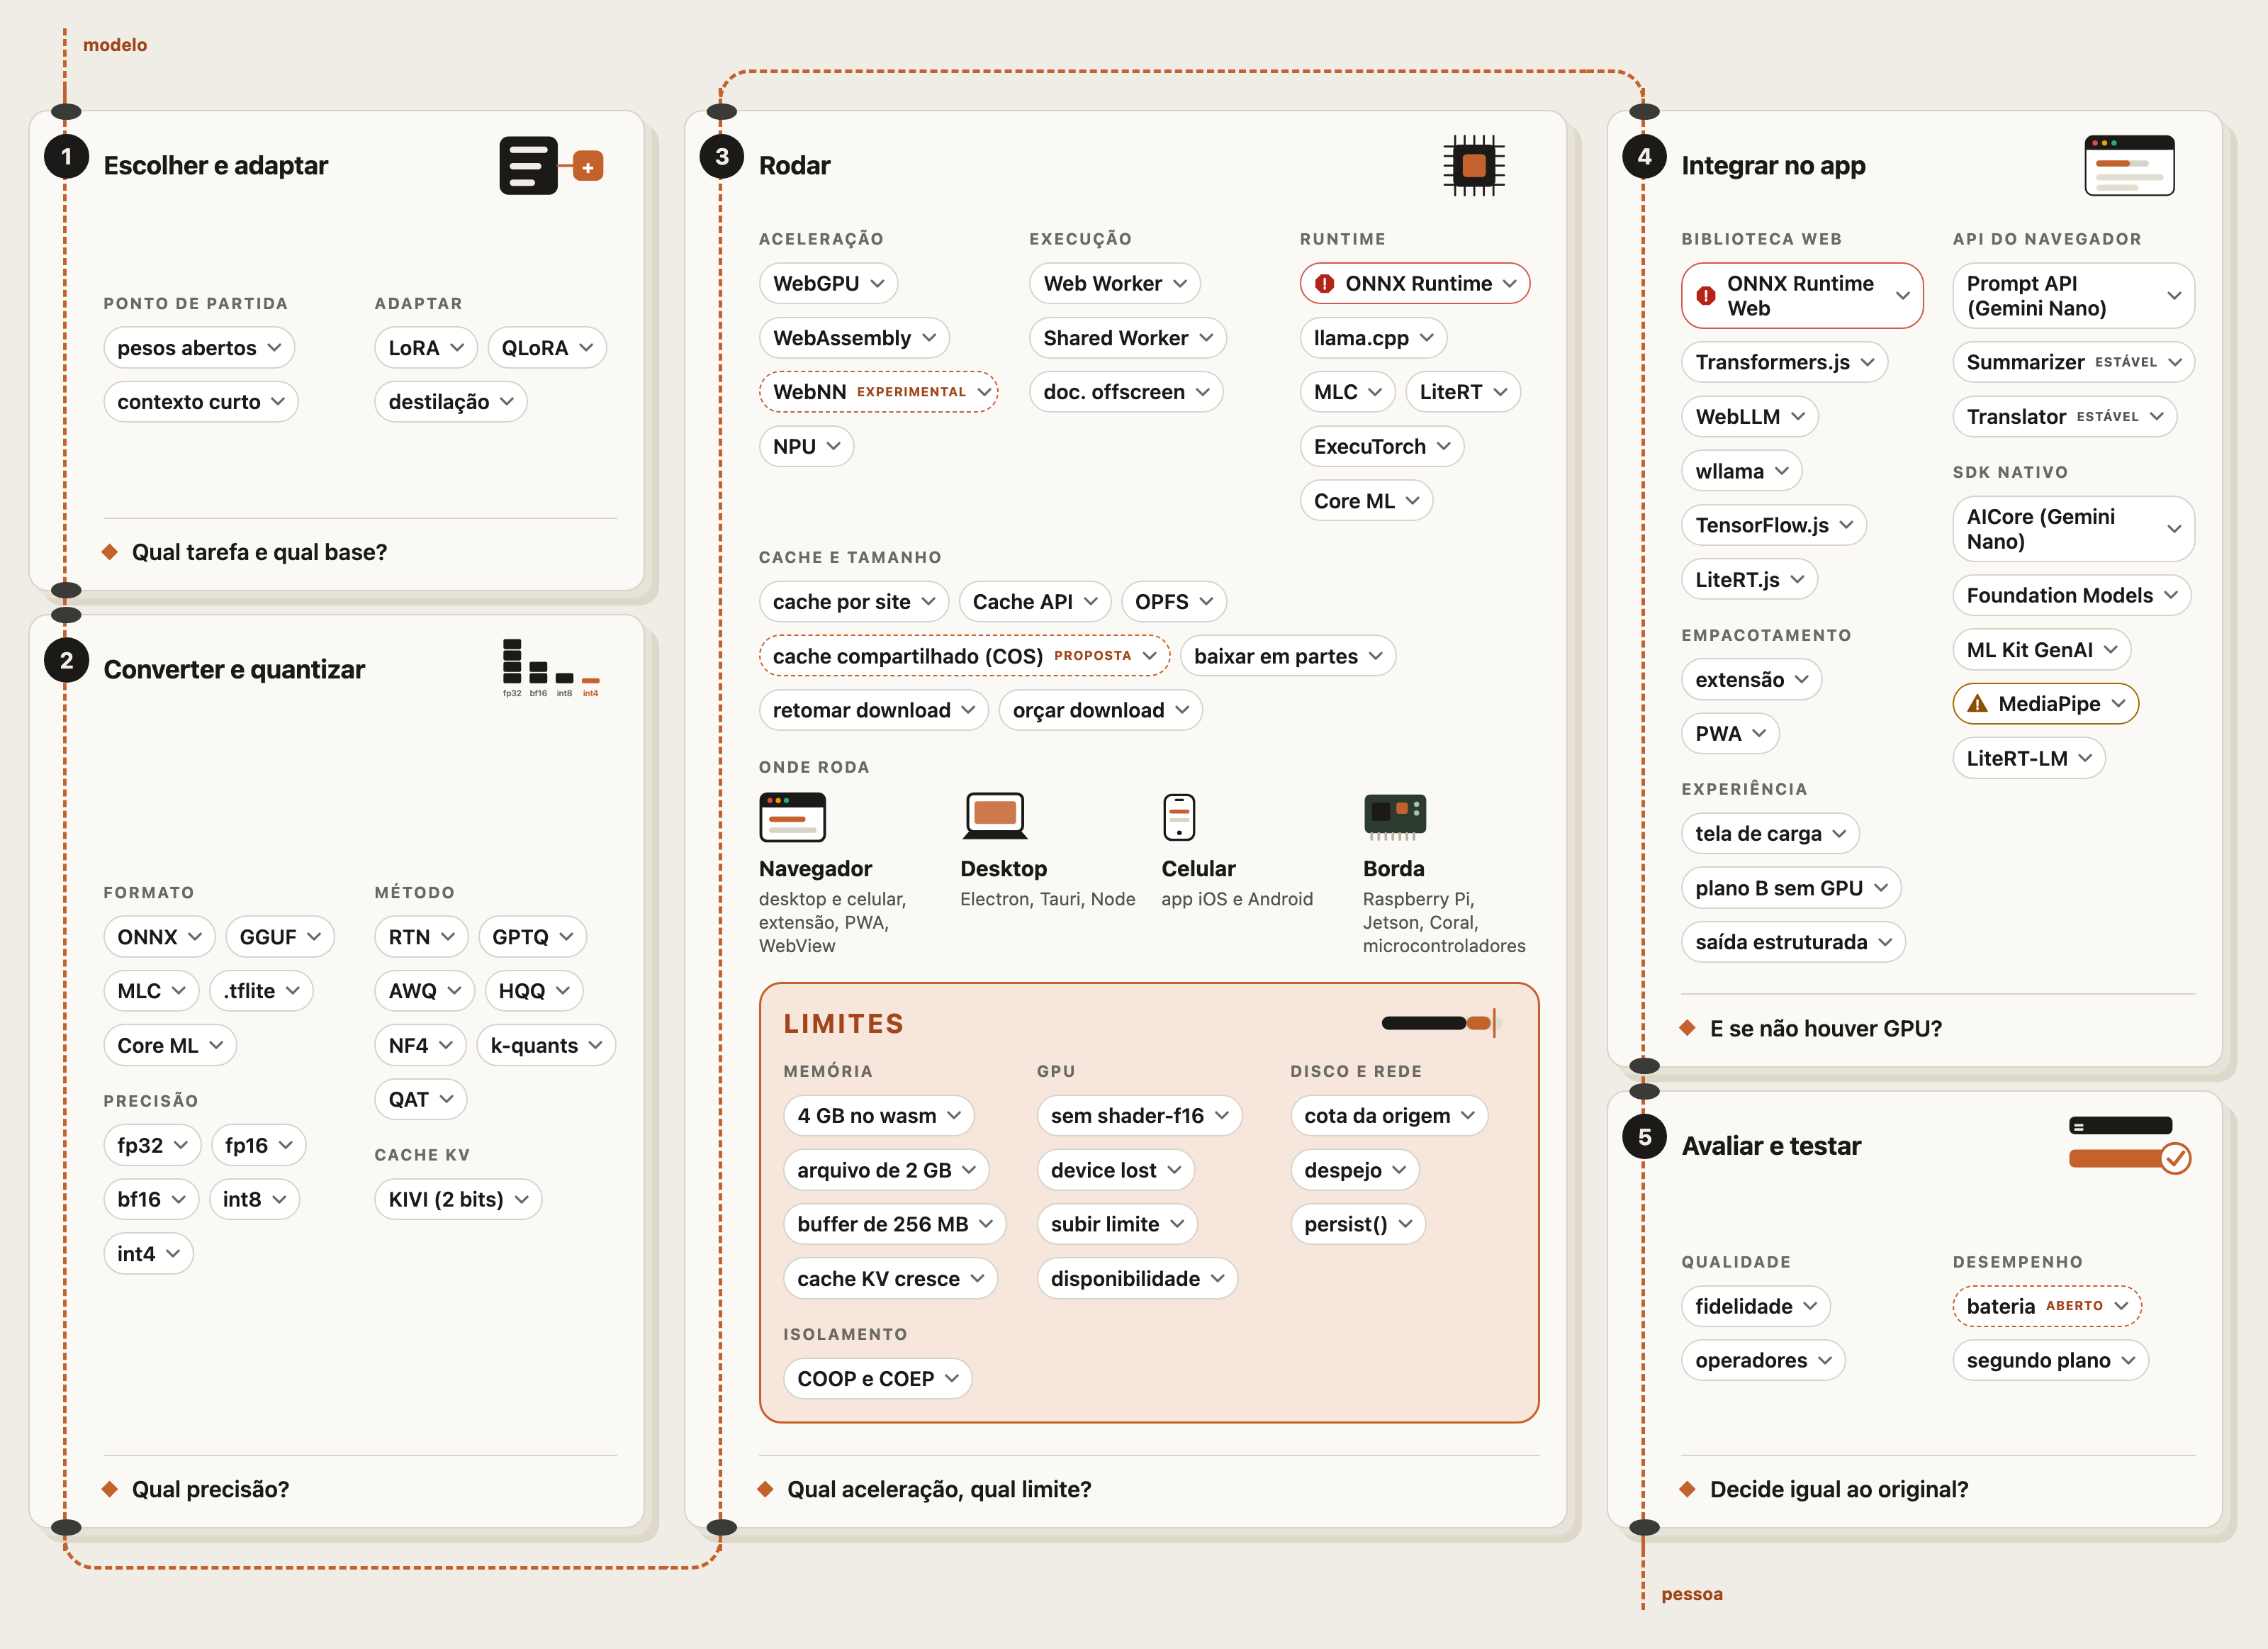 modelo
1
Escolher e adaptar
+
PONTO DE PARTIDA
pesos abertos
contexto curto
ADAPTAR
LoRA
QLoRA
destilação
Qual tarefa e qual base?
2
Converter e quantizar
fp32 bf16 int8 int4
FORMATO
ONNX
GGUF
MLC
.tflite
Core ML
PRECISÃO
fp32
fp16
bf16
int8
int4
MÉTODO
RTN
GPTQ
AWQ
HQQ
NF4
k-quants
QAT
CACHE KV
KIVI (2 bits)
Qual precisão?
3
Rodar
ACELERAÇÃO
WebGPU
WebAssembly
WebNN EXPERIMENTAL
NPU
EXECUÇÃO
Web Worker
Shared Worker
doc. offscreen
RUNTIME
! ONNX Runtime
llama.cpp
MLC
LiteRT
ExecuTorch
Core ML
CACHE E TAMANHO
cache por site
Cache API
OPFS
cache compartilhado (COS) PROPOSTA
baixar em partes
retomar download
orçar download
ONDE RODA
Navegador
desktop e celular,
extensão, PWA,
WebView
Desktop
Electron, Tauri, Node
Celular
app iOS e Android
Borda
Raspberry Pi,
Jetson, Coral,
microcontroladores
LIMITES
MEMÓRIA
4 GB no wasm
arquivo de 2 GB
buffer de 256 MB
cache KV cresce
GPU
sem shader-f16
device lost
subir limite
disponibilidade
DISCO E REDE
cota da origem
despejo
persist()
ISOLAMENTO
COOP e COEP
Qual aceleração, qual limite?
4
Integrar no app
BIBLIOTECA WEB
! ONNX Runtime
Web
Transformers.js
WebLLM
wllama
TensorFlow.js
LiteRT.js
EMPACOTAMENTO
extensão
PWA
EXPERIÊNCIA
tela de carga
plano B sem GPU
saída estruturada
API DO NAVEGADOR
Prompt API
(Gemini Nano)
Summarizer ESTÁVEL
Translator ESTÁVEL
SDK NATIVO
AICore (Gemini
Nano)
Foundation Models
ML Kit GenAI
! MediaPipe
LiteRT-LM
E se não houver GPU?
5
Avaliar e testar
=
QUALIDADE
fidelidade
operadores
DESEMPENHO
bateria ABERTO
segundo plano
Decide igual ao original?
pessoa